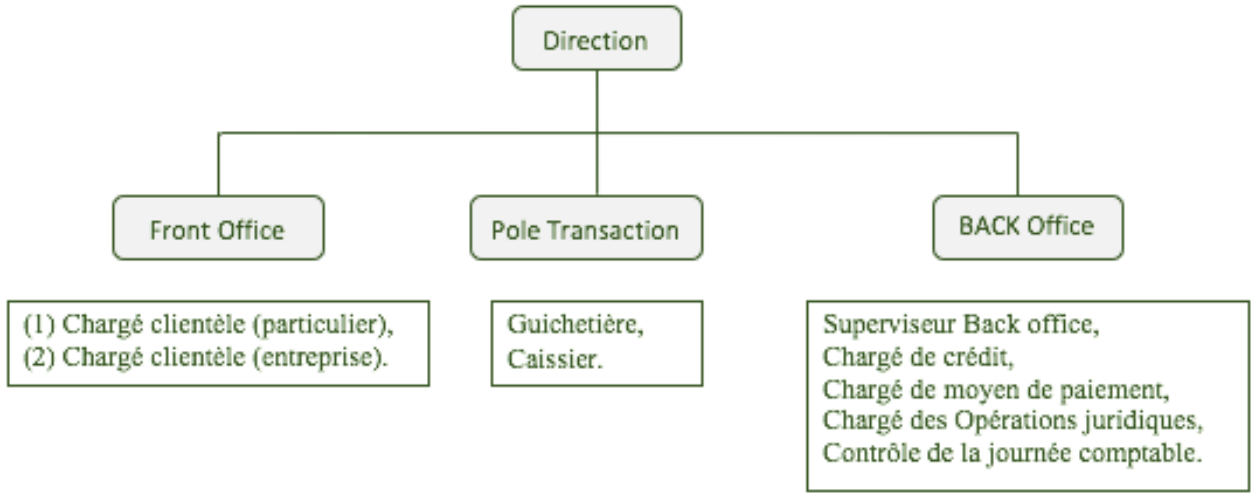 Direction
Front Office
Pole Transaction
BACK Office
(1) Chargé clientèle (particulier),
(2) Chargé clientèle (entreprise).
Guichetière,
Caissier.
Superviseur Back office,
Chargé de crédit,
Chargé de moyen de paiement,
Chargé des Opérations juridiques,
Contrôle de la journée comptable.